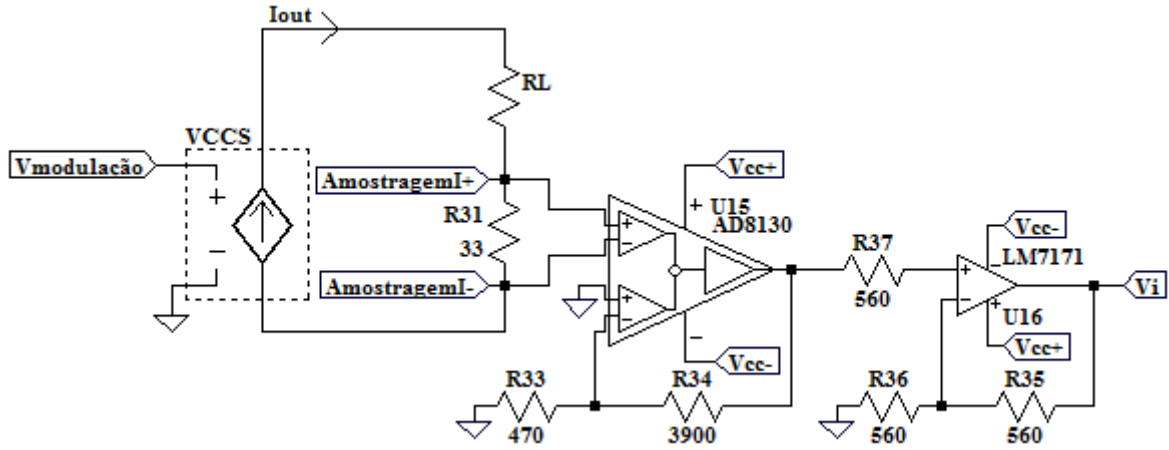 Iout
RL
VCCS
Vmodulação
+
−
AmostragemI+
R31
33
AmostragemI-
Vcc+
+
U15
AD8130
+
−
+
−
−
Vcc-
R33
470
R34
3900
R37
560
Vcc-
−
LM7171
+
−
+
U16
Vcc+
Vi
R36
560
R35
560